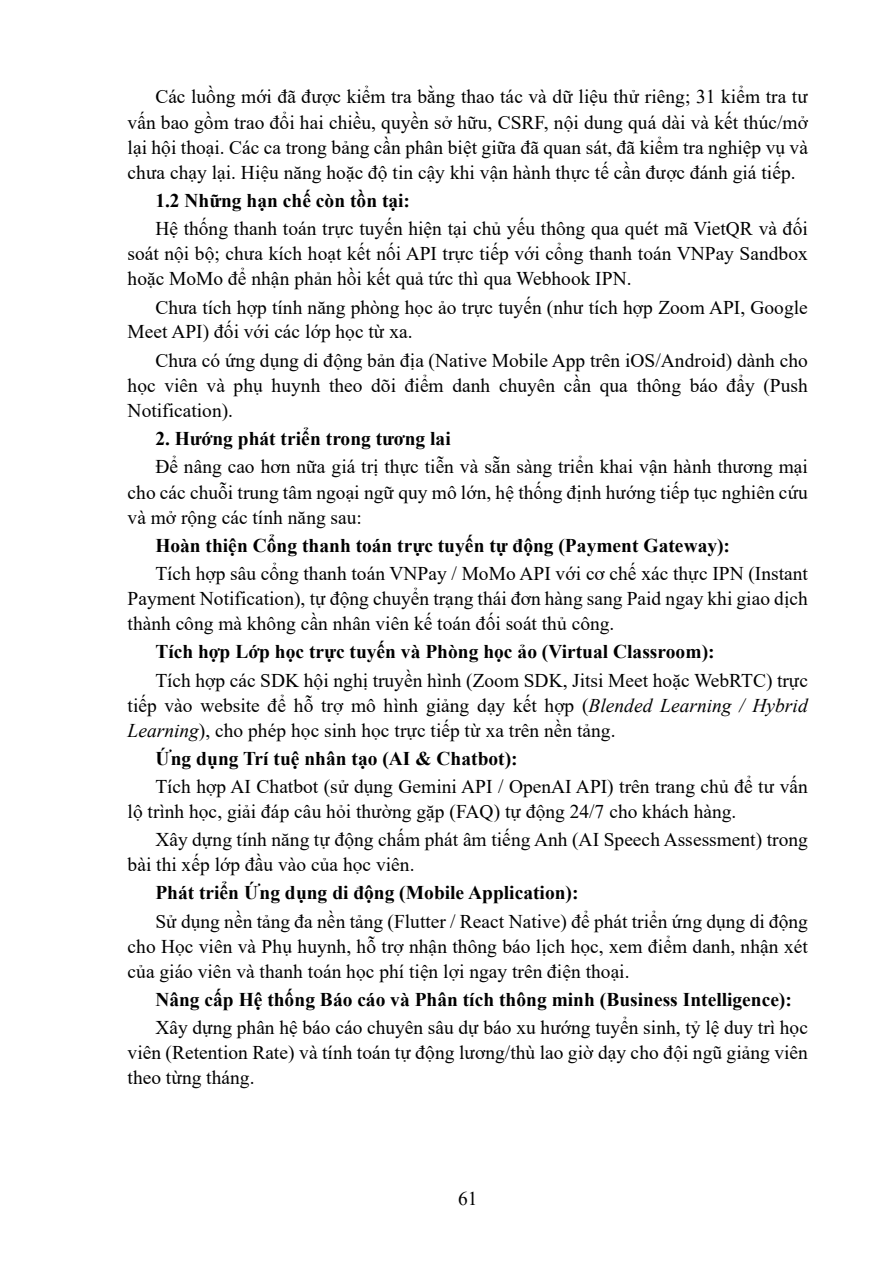 Các luồng mới đã được kiểm tra bằng thao tác và dữ liệu thử riêng; 31 kiểm tra tư
vấn bao gồm trao đổi hai chiều, quyền sở hữu, CSRF, nội dung quá dài và kết thúc/mở
lại hội thoại. Các ca trong bảng cần phân biệt giữa đã quan sát, đã kiểm tra nghiệp vụ và
chưa chạy lại. Hiệu năng hoặc độ tin cậy khi vận hành thực tế cần được đánh giá tiếp.
1.2 Những hạn chế còn tồn tại:
Hệ thống thanh toán trực tuyến hiện tại chủ yếu thông qua quét mã VietQR và đối
soát nội bộ; chưa kích hoạt kết nối API trực tiếp với cổng thanh toán VNPay Sandbox
hoặc MoMo để nhận phản hồi kết quả tức thì qua Webhook IPN.
Chưa tích hợp tính năng phòng học ảo trực tuyến (như tích hợp Zoom API, Google
Meet API) đối với các lớp học từ xa.
Chưa có ứng dụng di động bản địa (Native Mobile App trên iOS/Android) dành cho
học viên và phụ huynh theo dõi điểm danh chuyên cần qua thông báo đẩy (Push
Notification).
2. Hướng phát triển trong tương lai
Để nâng cao hơn nữa giá trị thực tiễn và sẵn sàng triển khai vận hành thương mại
cho các chuỗi trung tâm ngoại ngữ quy mô lớn, hệ thống định hướng tiếp tục nghiên cứu
và mở rộng các tính năng sau:
Hoàn thiện Cổng thanh toán trực tuyến tự động (Payment Gateway):
Tích hợp sâu cổng thanh toán VNPay / MoMo API với cơ chế xác thực IPN (Instant
Payment Notification), tự động chuyển trạng thái đơn hàng sang Paid ngay khi giao dịch
thành công mà không cần nhân viên kế toán đối soát thủ công.
Tích hợp Lớp học trực tuyến và Phòng học ảo (Virtual Classroom):
Tích hợp các SDK hội nghị truyền hình (Zoom SDK, Jitsi Meet hoặc WebRTC) trực
tiếp vào website để hỗ trợ mô hình giảng dạy kết hợp (Blended Learning / Hybrid
Learning), cho phép học sinh học trực tiếp từ xa trên nền tảng.
Ứng dụng Trí tuệ nhân tạo (AI & Chatbot):
Tích hợp AI Chatbot (sử dụng Gemini API / OpenAI API) trên trang chủ để tư vấn
lộ trình học, giải đáp câu hỏi thường gặp (FAQ) tự động 24/7 cho khách hàng.
Xây dựng tính năng tự động chấm phát âm tiếng Anh (AI Speech Assessment) trong
bài thi xếp lớp đầu vào của học viên.
Phát triển Ứng dụng di động (Mobile Application):
Sử dụng nền tảng đa nền tảng (Flutter / React Native) để phát triển ứng dụng di động
cho Học viên và Phụ huynh, hỗ trợ nhận thông báo lịch học, xem điểm danh, nhận xét
của giáo viên và thanh toán học phí tiện lợi ngay trên điện thoại.
Nâng cấp Hệ thống Báo cáo và Phân tích thông minh (Business Intelligence):
Xây dựng phân hệ báo cáo chuyên sâu dự báo xu hướng tuyển sinh, tỷ lệ duy trì học
viên (Retention Rate) và tính toán tự động lương/thù lao giờ dạy cho đội ngũ giảng viên
theo từng tháng.
61